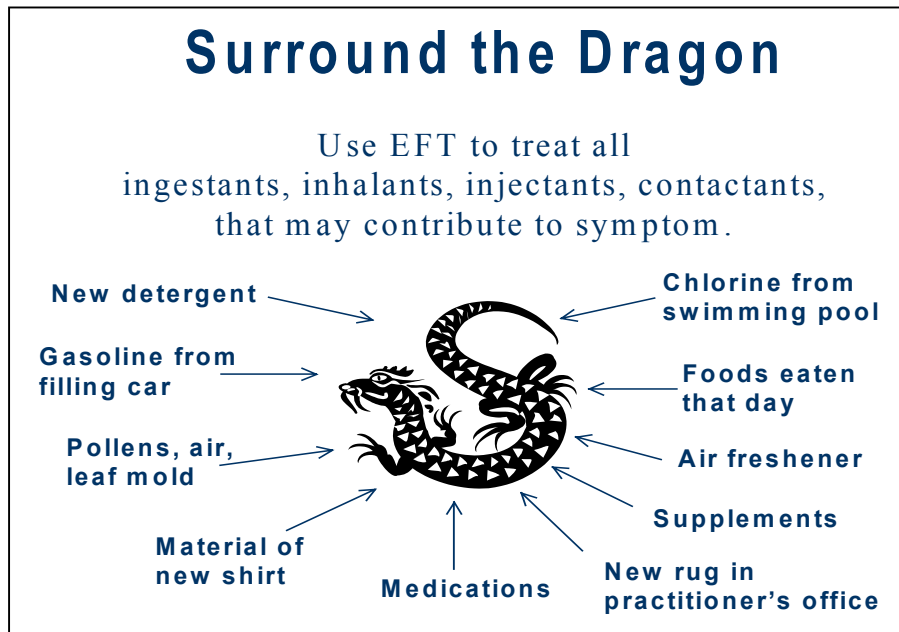 Surround the Dragon
Use EFT to treat all
ingestants, inhalants, injectants, contactants,
that may contribute to symptom.
New detergent
Gasoline from
filling car
Pollens, air,
leaf mold
Material of
new shirt
Medications
New rug in
practitioner’s office
Supplements
Air freshener
Foods eaten
that day
Chlorine from
swimming pool